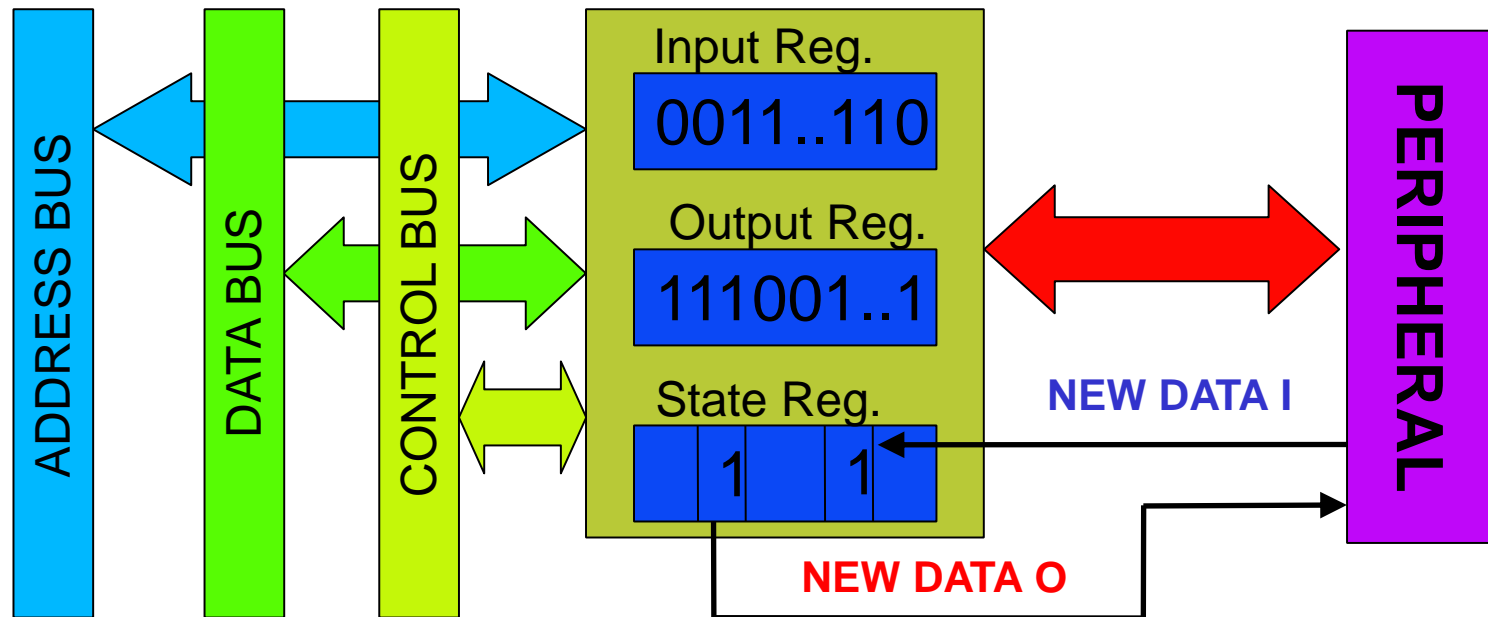 ADDRESS BUS
DATA BUS
CONTROL BUS
Input Reg.
0011..110
Output Reg.
111001..1
State Reg.
1 1
NEW DATA I
NEW DATA O
PERIPHERAL